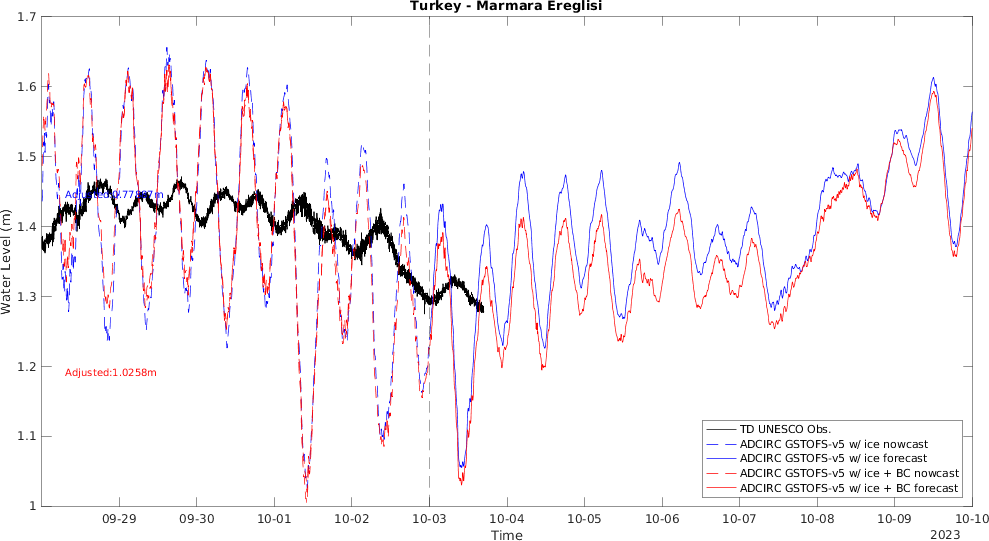 Turkey - Marmara Ereglisi
1.7
1.6
1.5
1.4
1.3
1.2
1.1
1
Water Level (m)
Adjusted:1.0258m
TD UNESCO Obs.
ADCIRC GSTOFS-v5 w/ ice nowcast
ADCIRC GSTOFS-v5 w/ ice forecast
ADCIRC GSTOFS-v5 w/ ice + BC nowcast
ADCIRC GSTOFS-v5 w/ ice + BC forecast
09-29 09-30 10-01 10-02 10-03 10-04 10-05 10-06 10-07 10-08 10-09 10-10
2023
Time